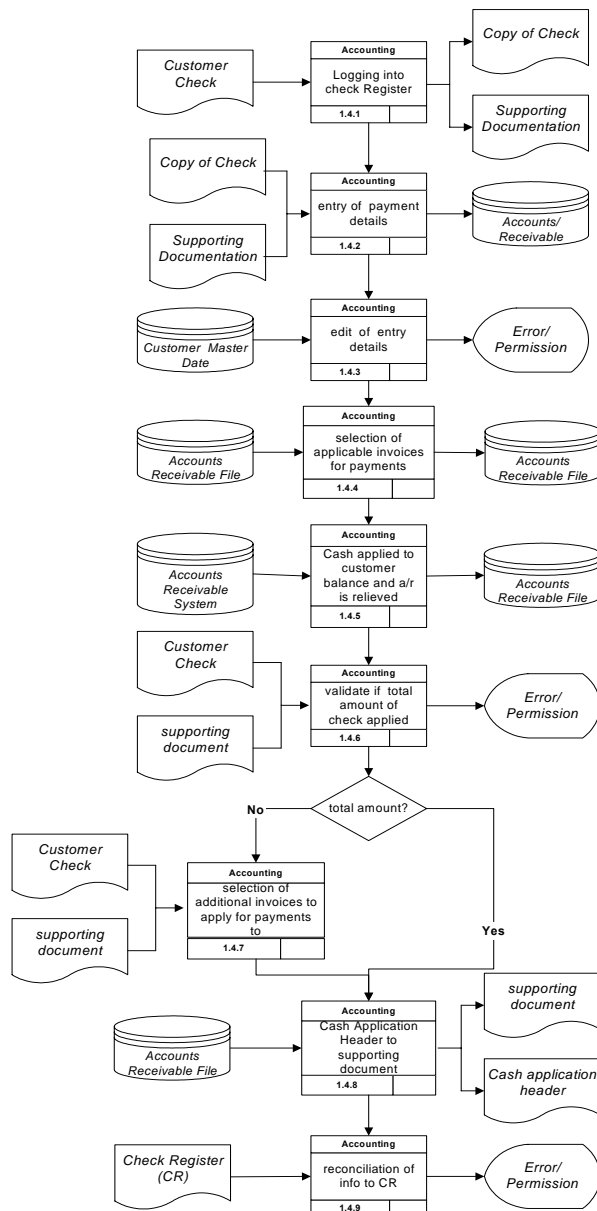 Customer
Check
Accounting
Logging into
check Register
1.4.1
Copy of Check
Supporting
Documentation
Copy of Check
Supporting
Documentation
Accounting
entry of payment
details
1.4.2
Accounts/
Receivable
Customer Master
Date
Accounting
edit of entry
details
1.4.3
Error/
Permission
Accounts
Receivable File
Accounting
selection of
applicable invoices
for payments
1.4.4
Accounts
Receivable File
Accounts
Receivable
System
Accounting
Cash applied to
customer
balance and a/r
is relieved
1.4.5
Accounts
Receivable File
Customer
Check
supporting
document
Accounting
validate if total
amount of
check applied
1.4.6
Error/
Permission
total amount?
No
Yes
Customer
Check
supporting
document
Accounting
selection of
additional invoices to
apply for payments
to
1.4.7
Accounts
Receivable File
Accounting
Cash Application
Header to
supporting
document
1.4.8
supporting
document
Cash application
header
Check Register
(CR)
Accounting
reconciliation of
info to CR
1.4.9
Error/
Permission